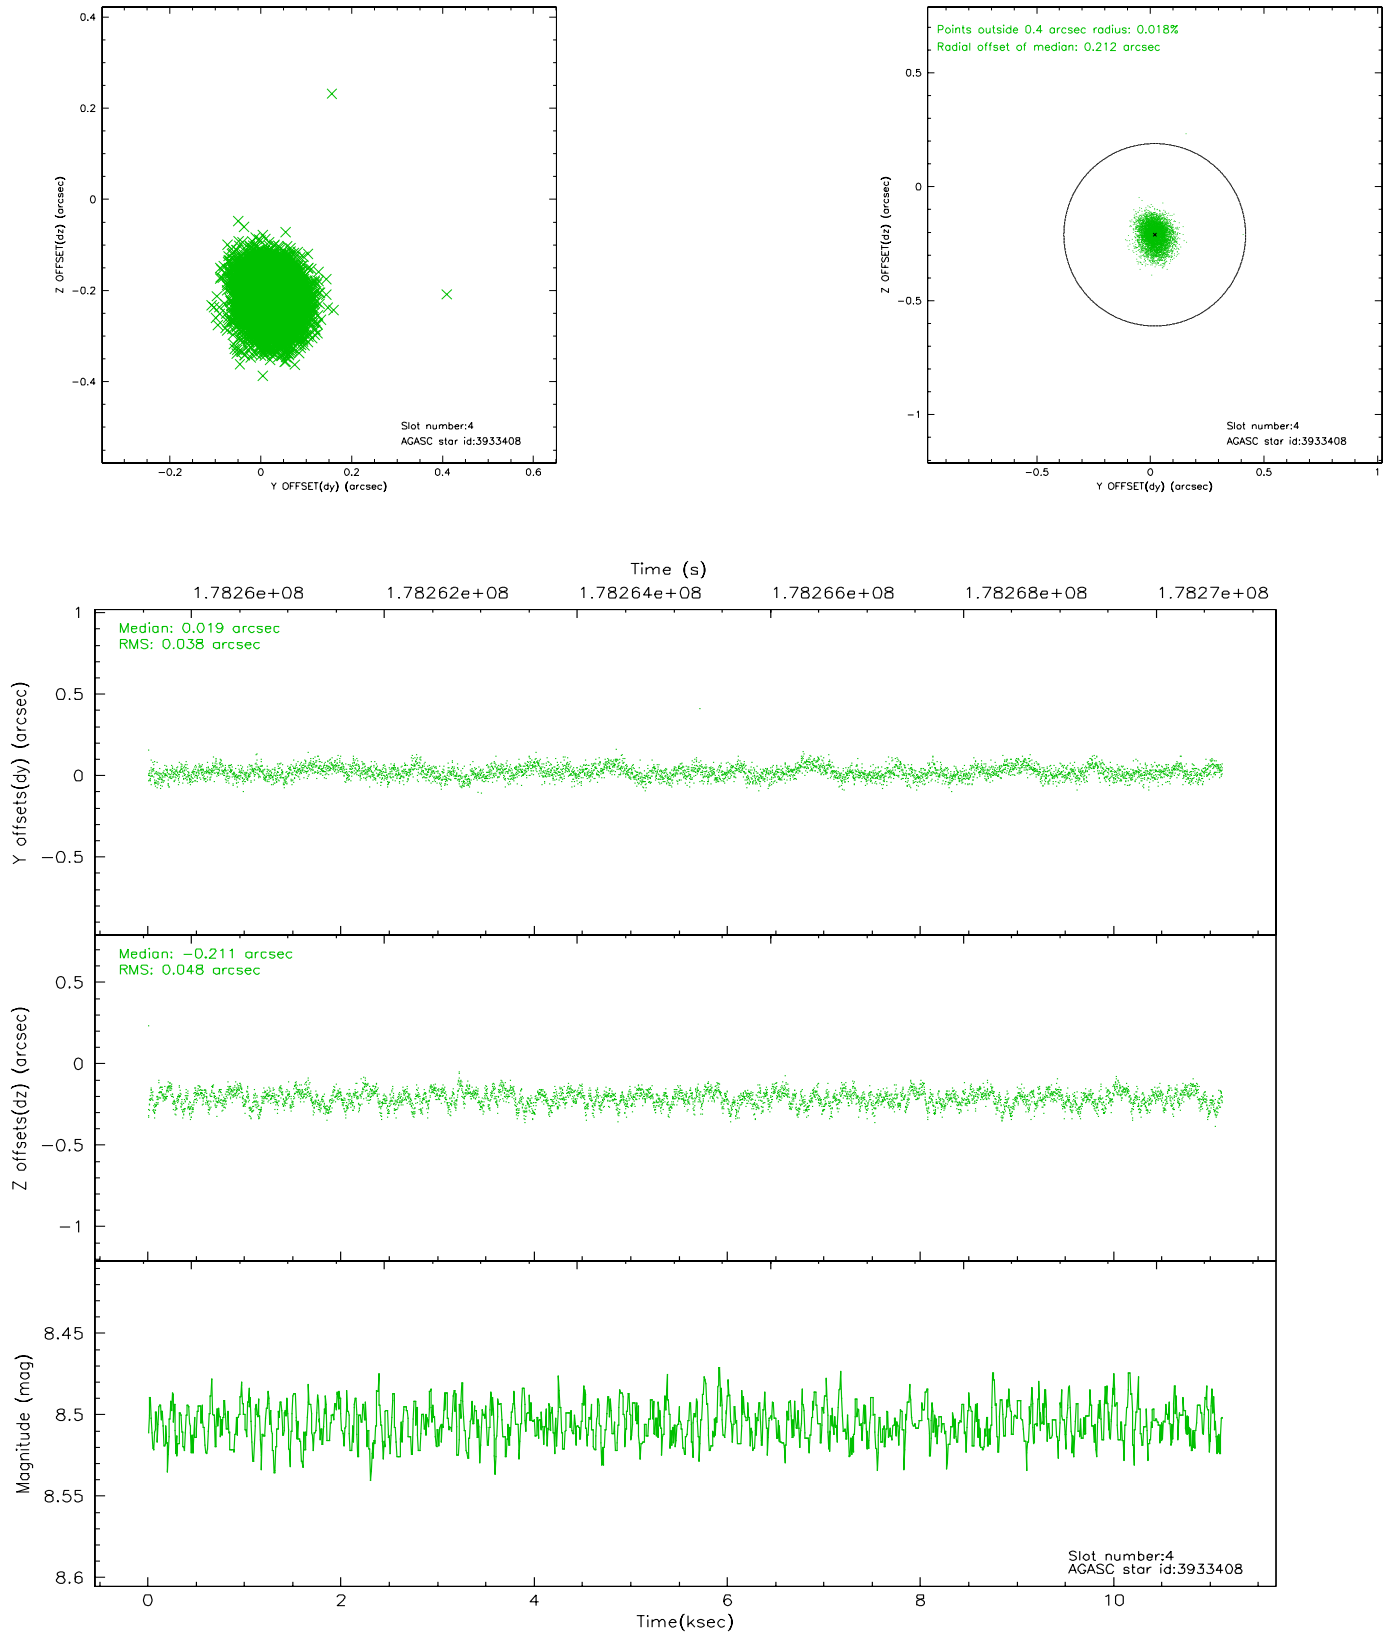 0.4
0.2
0
−0.2
−0.4
Z OFFSET(dz) (arcsec)
Slot number:4
AGASC star id:3933408
−0.2 0 0.2 0.4 0.6
Y OFFSET(dy) (arcsec)
Points outside 0.4 arcsec radius: 0.018%
Radial offset of median: 0.212 arcsec
0.5
0
−0.5
−1
Z OFFSET(dz) (arcsec)
Slot number:4
AGASC star id:3933408
−0.5 0 0.5 1
Y OFFSET(dy) (arcsec)
Time (s)
1.7826e+08 1.78262e+08 1.78264e+08 1.78266e+08 1.78268e+08 1.7827e+08
Median: 0.019 arcsec
RMS: 0.038 arcsec
1
0.5
0
−0.5
Y offsets(dy) (arcsec)
Median: −0.211 arcsec
RMS: 0.048 arcsec
0.5
0
−0.5
−1
Z offsets(dz) (arcsec)
8.45
8.5
8.55
8.6
Magnitude (mag)
Slot number:4
AGASC star id:3933408
0 2 4 6 8 10
Time(ksec)